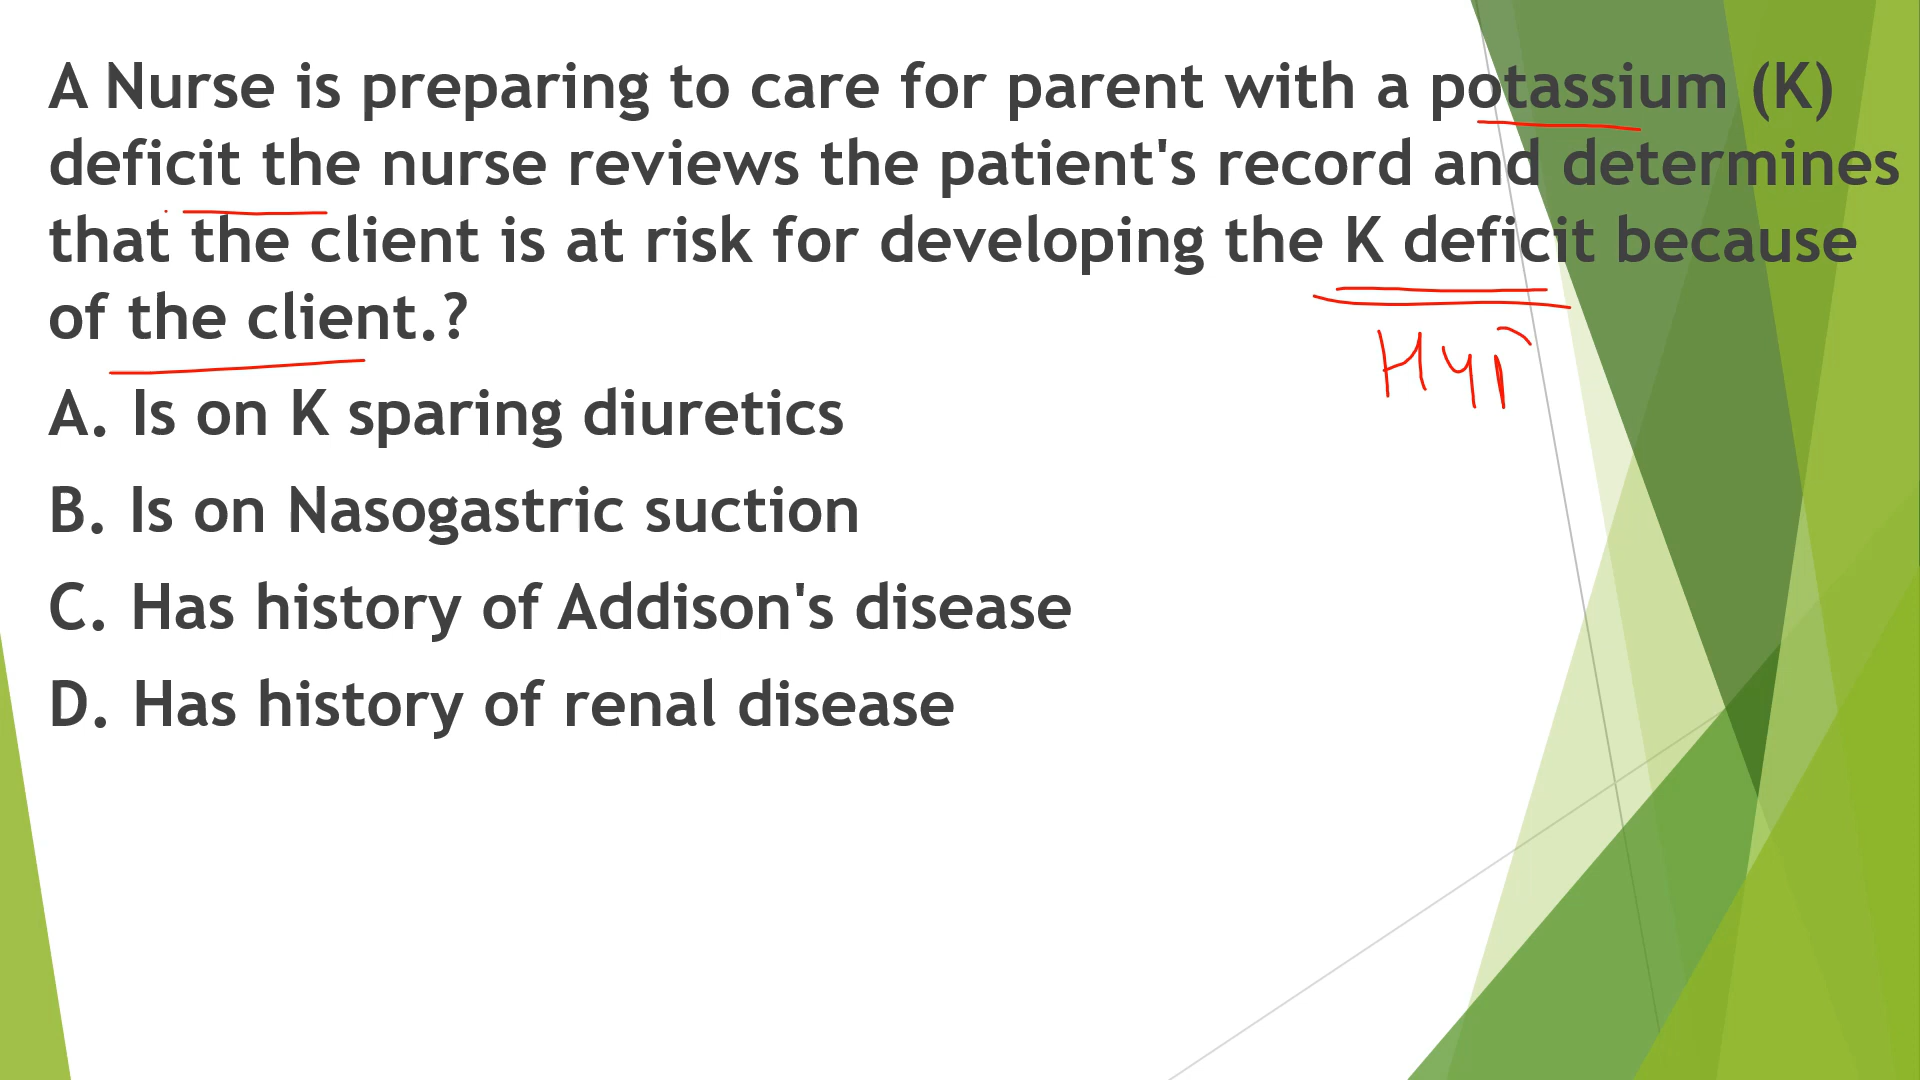 A Nurse is preparing to care for parent with a potassium (K)
deficit the nurse reviews the patient's record and determines
that the client is at risk for developing the K deficit because
of the client.?
Hyp
A. Is on K sparing diuretics
B. Is on Nasogastric suction
C. Has history of Addison's disease
D. Has history of renal disease